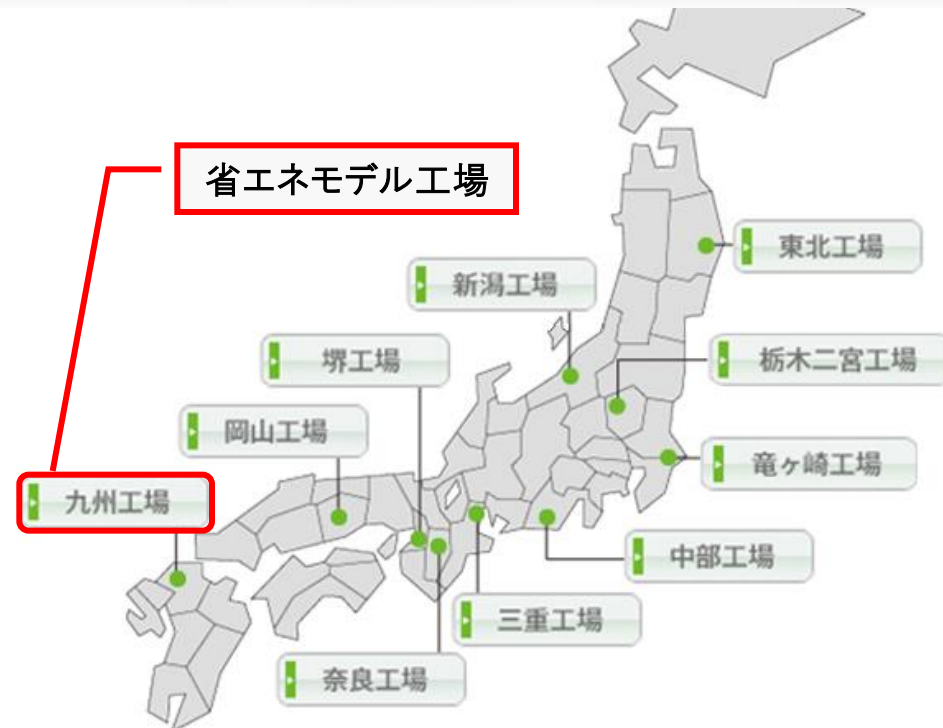 省エネモデル工場
東北工場
新潟工場
栃木二宮工場
堺工場
岡山工場
竜ヶ崎工場
九州工場
中部工場
三重工場
奈良工場